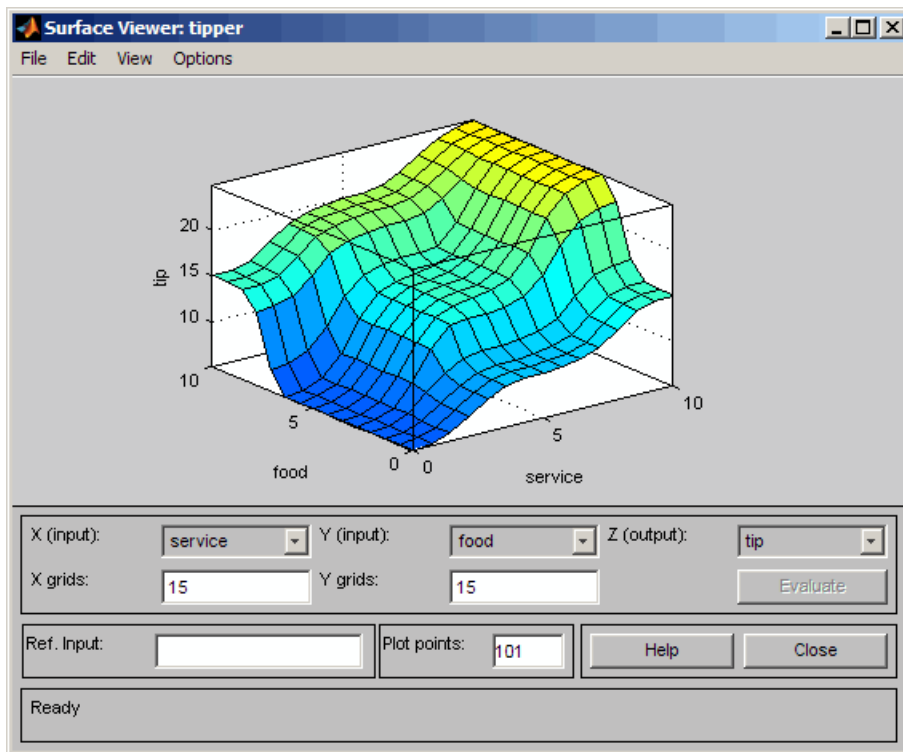 Surface Viewer: tipper
File Edit View Options
20
15
10
tip
10
5
0
food
0
5
10
service
X (input): service Y (input): food Z (output): tip
X grids: 15 Y grids: 15 Evaluate
Ref. Input: Plot points: 101 Help Close
Ready